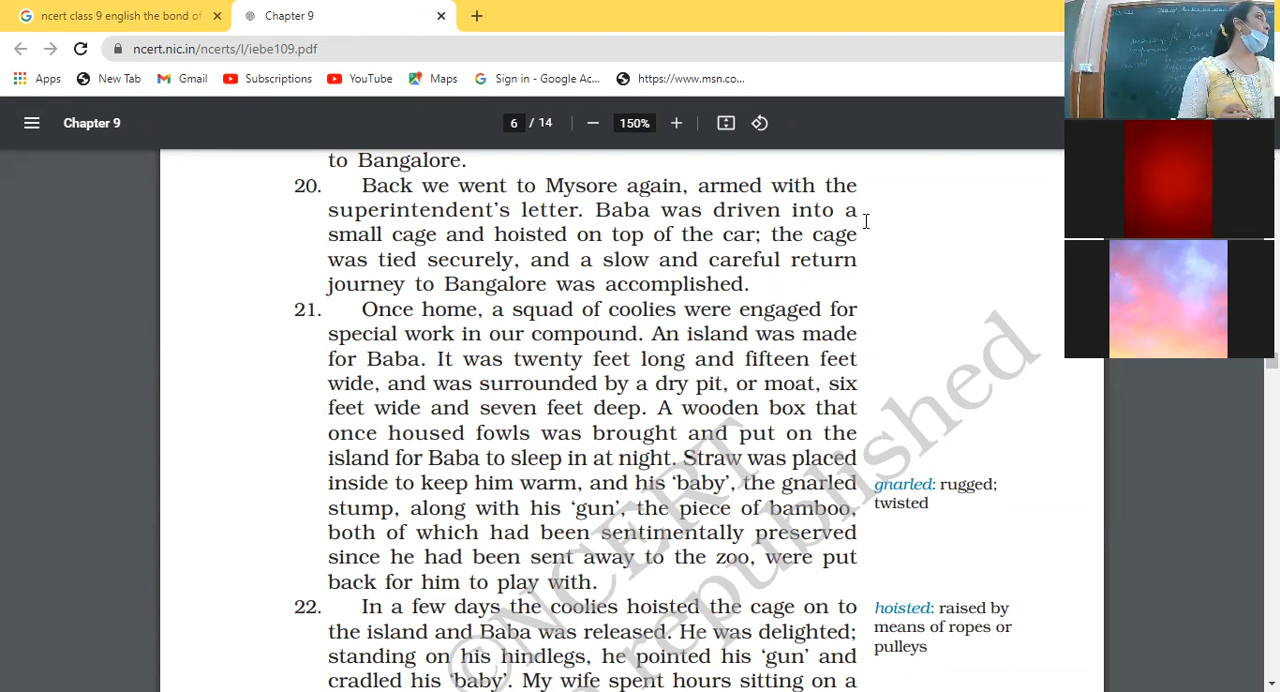 ncert class 9 english the bond of
Chapter 9
ncert.nic.in/ncerts/l/iebe109.pdf
Apps
New Tab
Gmail
Subscriptions
YouTube
Maps
Sign in - Google Ac...
https://www.msn.co...
Chapter 9
6 / 14
150%
to Bangalore.
20. Back we went to Mysore again, armed with the
superintendent's letter. Baba was driven into a
small cage and hoisted on top of the car; the cage
was tied securely, and a slow and careful return
journey to Bangalore was accomplished.
21. Once home, a squad of coolies were engaged for
special work in our compound. An island was made
for Baba. It was twenty feet long and fifteen feet
wide, and was surrounded by a dry pit, or moat, six
feet wide and seven feet deep. A wooden box that
once housed fowls was brought and put on the
island for Baba to sleep in at night. Straw was placed
inside to keep him warm, and his 'baby', the gnarled
stump, along with his 'gun', the piece of bamboo,
both of which had been sentimentally preserved
since he had been sent away to the zoo, were put
back for him to play with.
gnarled: rugged;
twisted
22. In a few days the coolies hoisted the cage on to
the island and Baba was released. He was delighted;
standing on his hindlegs, he pointed his 'gun' and
cradled his 'baby'. My wife spent hours sitting on a
hoisted: raised by
means of ropes or
pulleys
©NCERT
republished